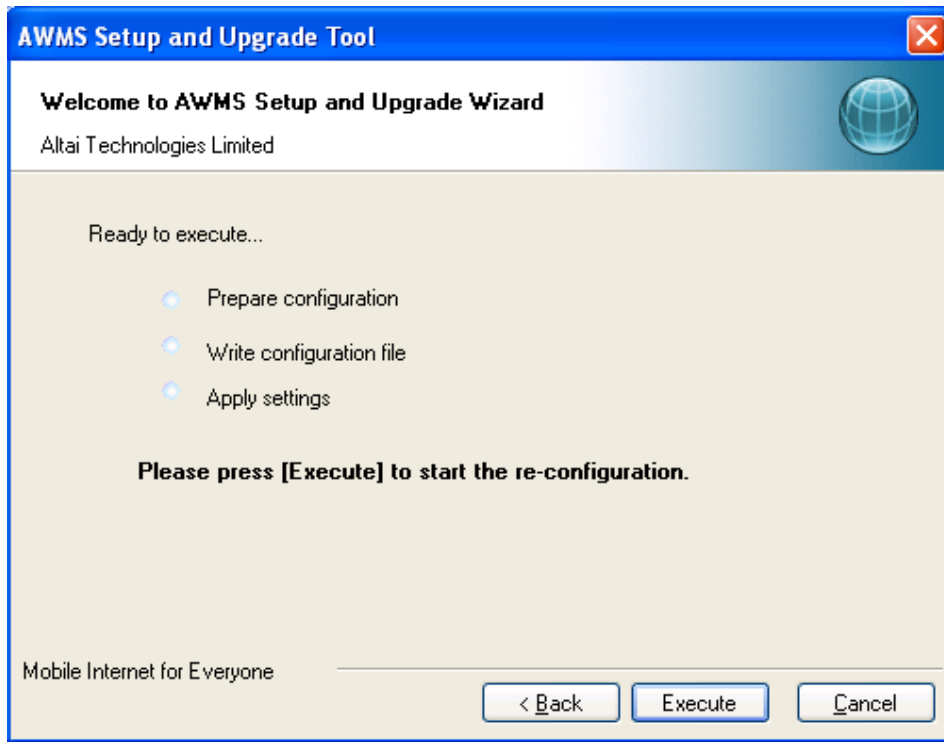 AWMS Setup and Upgrade Tool
Welcome to AWMS Setup and Upgrade Wizard
Altai Technologies Limited
Ready to execute...
Prepare configuration
Write configuration file
Apply settings
Please press [Execute] to start the re-configuration.
Mobile Internet for Everyone
< Back
Execute
Cancel